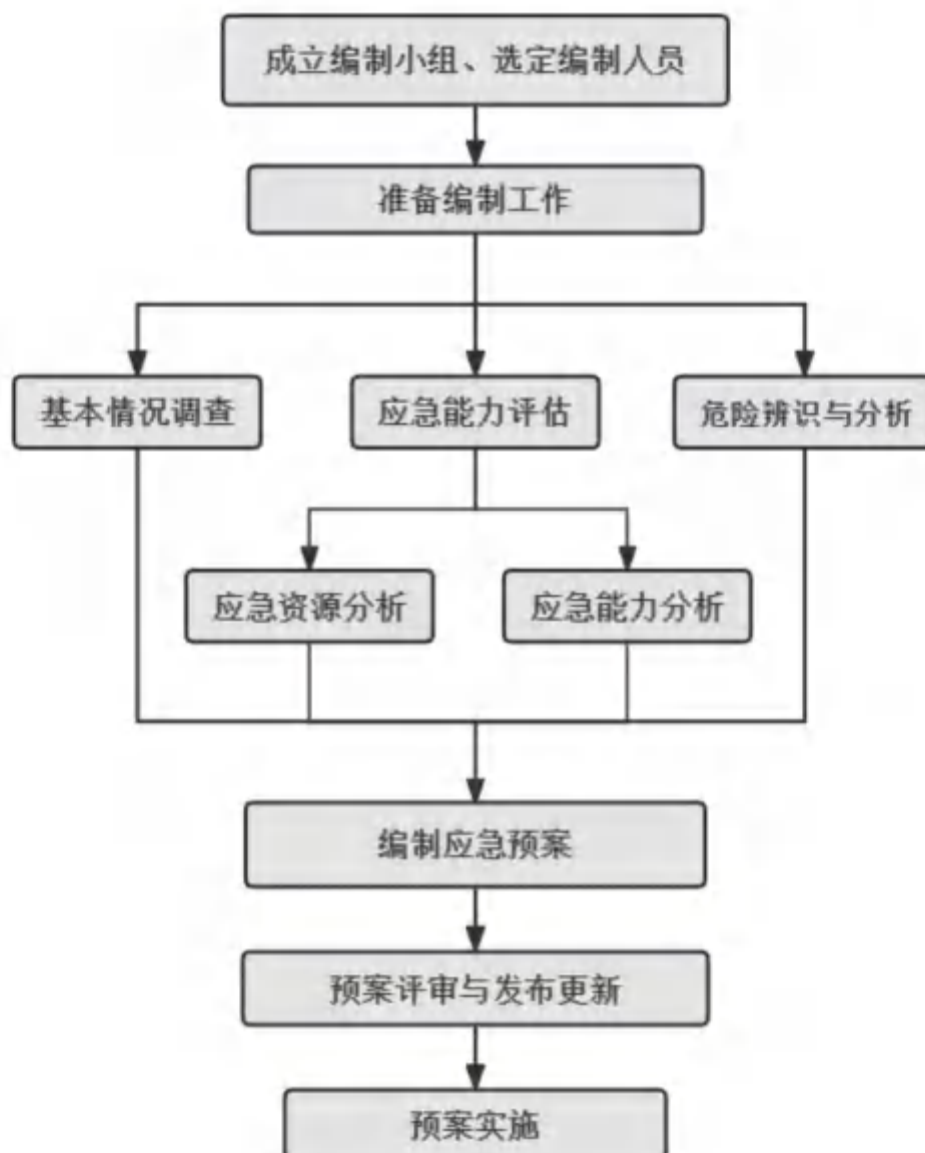 成立编制小组、选定编制人员
准备编制工作
基本情况调查
应急能力评估
危险辨识与分析
应急资源分析
应急能力分析
编制应急预案
预案评审与发布更新
预案实施